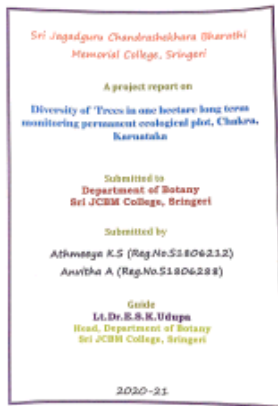 Sri Jagadguru Chandrashekhara Bharathi
Memorial College, Sringeri
A project report on
Diversity of Trees in one hectare long term
monitoring permanent ecological plot, Chakra,
Karnataka
Submitted to
Department of Botany
Sri JCBM College, Sringeri
Submitted by
Athmeeya K.S (Reg.No.S1806212)
Anvitha A (Reg.No.S1806288)
Guide
Lt.Dr.E.S.K.Udupa
Head, Department of Botany
Sri JCBM College, Sringeri
2020-21